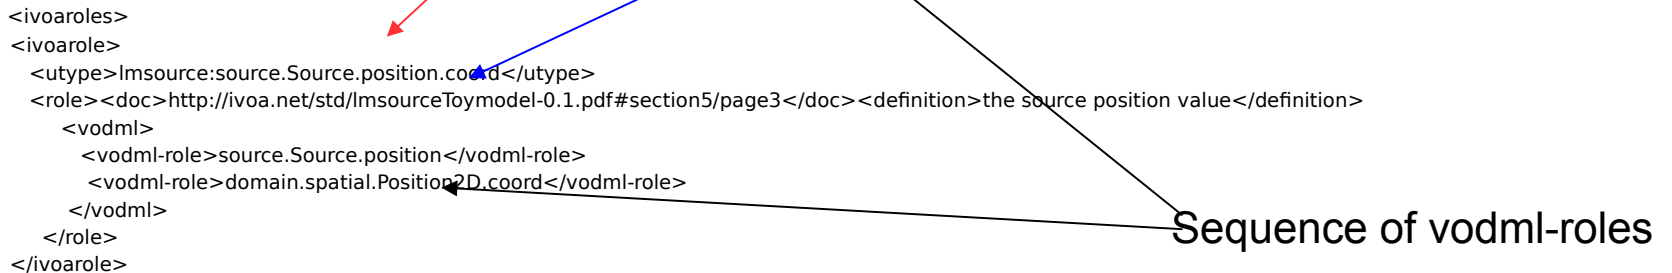 <ivoaroles>
<ivoarole>
<utype>lmsource:source.Source.position.coord</utype>
<role><doc>http://ivoa.net/std/lmsourceToymodel-0.1.pdf#section5/page3</doc><definition>the source position value</definition>
<vodml>
<vodml-role>source.Source.position</vodml-role>
<vodml-role>domain.spatial.Position2D.coord</vodml-role>
</vodml>
Sequence of vodml-roles
</role>
</ivoarole>